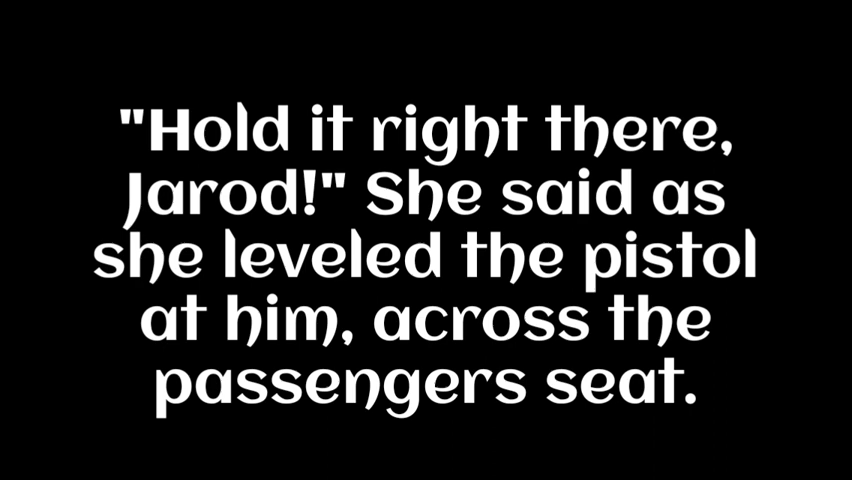 "Hold it right there,
Jarod!" She said as
she leveled the pistol
at him, across the
passengers seat.